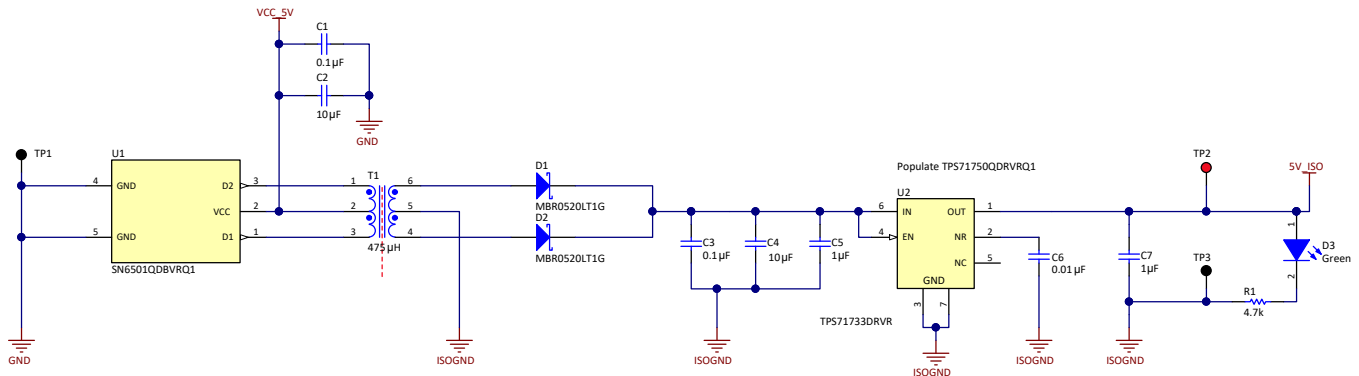 VCC_5V
C1
0.1µF
C2
10µF
GND
TP1
U1
4
GND
D2
3
VCC
2
5
GND
D1
1
SN6501QDBVRQ1
GND
T1
1
6
2
5
3
4
475µH
ISOGND
D1
MBR0520LT1G
D2
MBR0520LT1G
C3
0.1µF
C4
10µF
C5
1µF
ISOGND
Populate TPS71750QDRVRQ1
U2
6
IN
OUT
1
4
EN
NR
2
NC
5
GND
3
7
TPS71733DRVR
ISOGND
C6
0.01µF
ISOGND
TP2
5V_ISO
C7
1µF
TP3
1
D3
Green
2
R1
4.7k
ISOGND